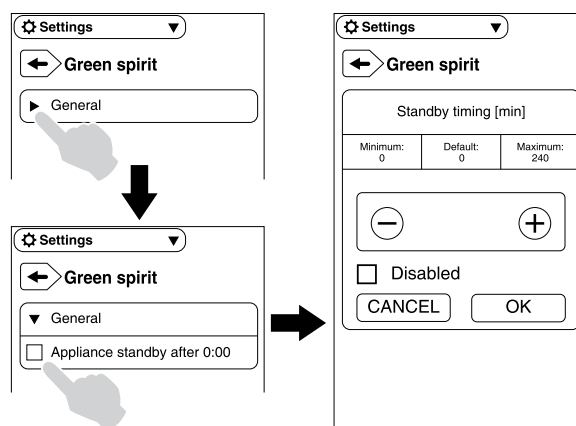 Settings
Green spirit
General
Settings
Green spirit
General
Appliance standby after 0:00
Settings
Green spirit
Standby timing [min]
Minimum: Default: Maximum:
0 0 240
Disabled
CANCEL OK